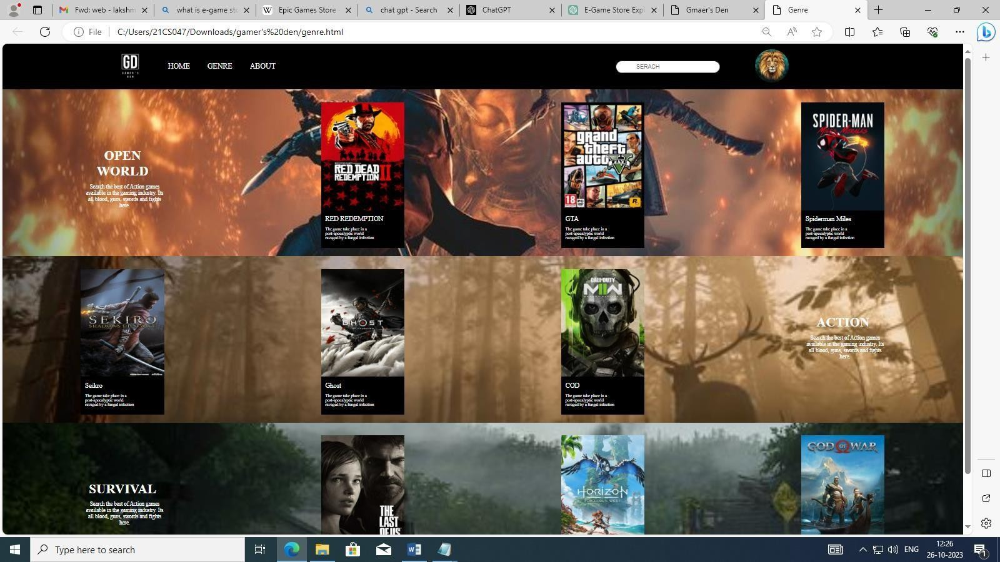 Fwd: web - lakshm
what is e-game sto
Epic Games Store -
chat gpt - Search
ChatGPT
E-Game Store Expl
Gmaer's Den
Genre
File
C:/Users/21CS047/Downloads/gamer's%20den/genre.html
GD
GAMER'S
DEN
HOME
GENRE
ABOUT
SERACH
OPEN
WORLD
Search the best of Action games
available in the gaming industry. Its
all blood, guns, swords and fights
here.
RED DEAD
REDEMPTION II
RED REDEMPTION
The game take place in a
post-apocalyptic world
ravaged by a fungal infection
grand
theft
auto
FIVE
18
PC
GTA
The game take place in a
post-apocalyptic world
ravaged by a fungal infection
SPIDER-MAN
Miles Morales
Spiderman Miles
The game take place in a
post-apocalyptic world
ravaged by a fungal infection
SEKIRO
SHADOWS DIE TWICE
Seikro
The game take place in a
post-apocalyptic world
ravaged by a fungal infection
GHOST
OF TSUSHIMA
Ghost
The game take place in a
post-apocalyptic world
ravaged by a fungal infection
CALL OF DUTY
MWII
COD
The game take place in a
post-apocalyptic world
ravaged by a fungal infection
ACTION
Search the best of Action games
available in the gaming industry. Its
all blood, guns, swords and fights
here.
SURVIVAL
Search the best of Action games
available in the gaming industry. Its
all blood, guns, swords and fights
here.
THE
LAST
OF US
HORIZON
FORBIDDEN WEST
GOD OF WAR
Type here to search
ENG
12:26
26-10-2023
1